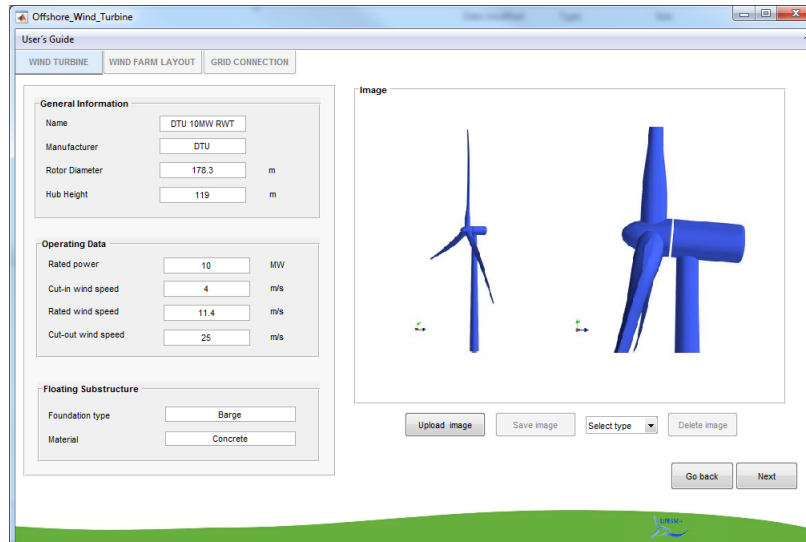 Offshore_Wind_Turbine
User's Guide
WIND TURBINE WIND FARM LAYOUT GRID CONNECTION
General Information
Name DTU 10MW RWT
Manufacturer DTU
Rotor Diameter 178.3 m
Hub Height 119 m
Operating Data
Rated power 10 MW
Cut-in wind speed 4 m/s
Rated wind speed 11.4 m/s
Cut-out wind speed 25 m/s
Floating Substructure
Foundation type Barge
Material Concrete
Image
Upload image Save image Select type Delete image
Go back Next